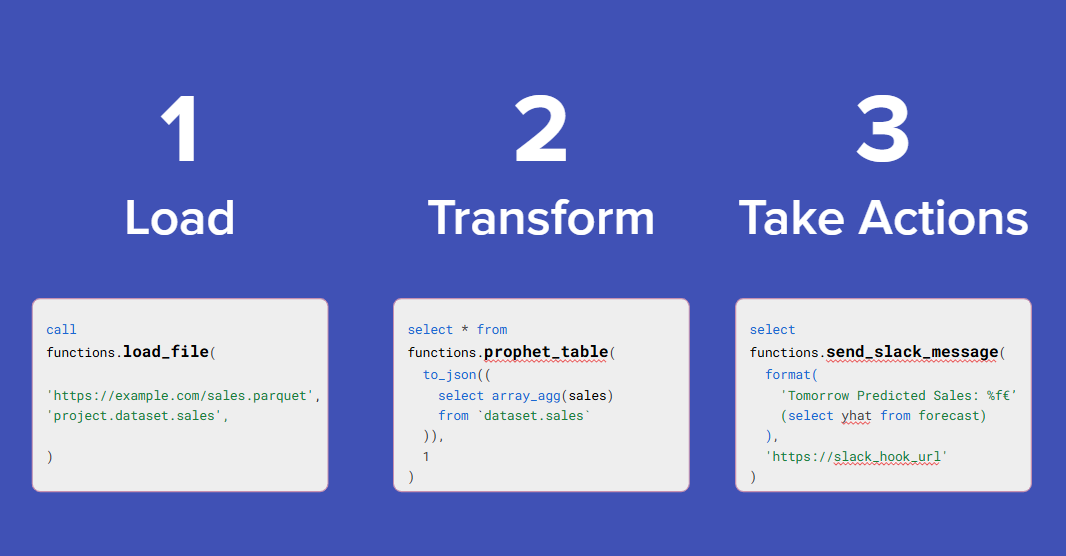 1
Load
call
functions.load_file(
'https://example.com/sales.parquet',
'project.dataset.sales',
)
2
Transform
select * from
functions.prophet_table(
to_json((
select array_agg(sales)
from `dataset.sales`
)),
1
)
3
Take Actions
select
functions.send_slack_message(
format(
'Tomorrow Predicted Sales: %f€'
(select yhat from forecast)
),
'https://slack_hook_url'
)